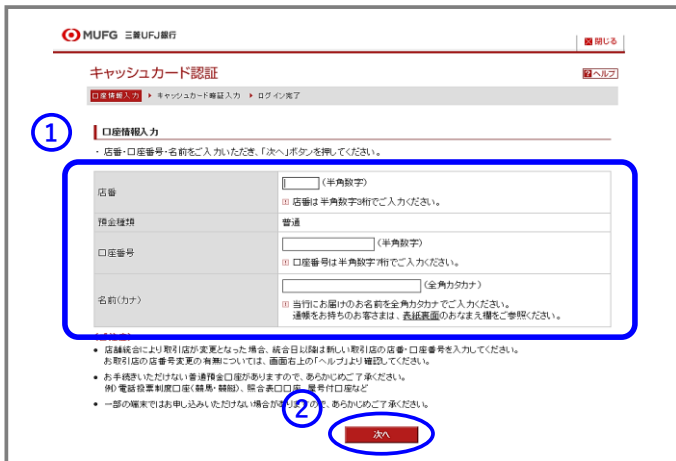 MUFG 三菱UFJ銀行
閉じる
キャッシュカード認証
ヘルプ
口座情報入力 ▶ キャッシュカード暗証入力 ▶ ログイン完了
①
口座情報入力
・ 店番・口座番号・名前をご入力いただき、「次へ」ボタンを押してください。
店番
(半角数字)
店番は半角数字3桁でご入力ください。
預金種類
普通
口座番号
(半角数字)
口座番号は半角数字7桁でご入力ください。
名前(カナ)
(全角カタカナ)
当行にお届けのお名前を全角カタカナでご入力ください。
通帳をお持ちのお客さまは、表紙裏面のおなまえ欄をご参照ください。
● 店舗統合により取引店が変更となった場合、統合日以降は新しい取引店の店番・口座番号を入力してください。
お取引店の店番号変更の有無については、画面右上の「ヘルプ」より確認してください。
● お手続きいただけない普通預金口座がありますので、あらかじめご了承ください。
例) 電話投票制度口座(競馬・競艇)、照合表口口座、屋号付口座など
● 一部の端末ではお申し込みいただけない場合がありますので、あらかじめご了承ください。
②
次へ